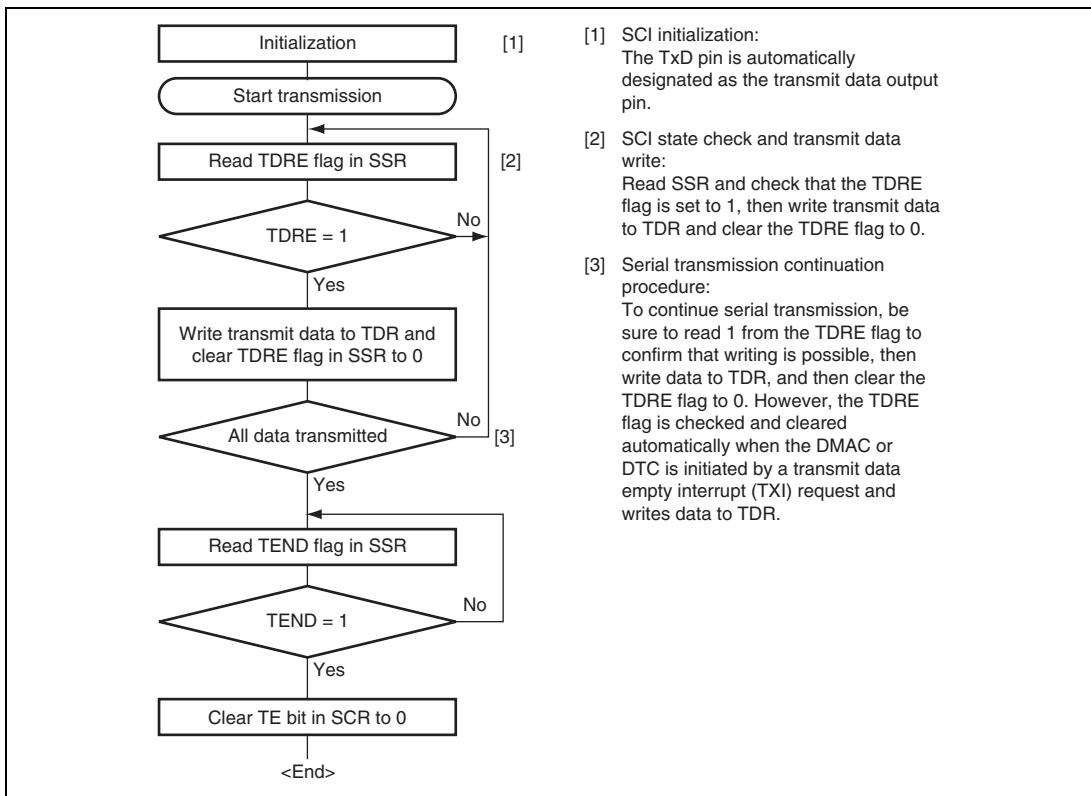 Initialization
[1]
Start transmission
Read TDRE flag in SSR
[2]
No
TDRE = 1
Yes
Write transmit data to TDR and
clear TDRE flag in SSR to 0
No
All data transmitted
[3]
Yes
Read TEND flag in SSR
No
TEND = 1
Yes
Clear TE bit in SCR to 0
<End>
[1] SCI initialization:
The TxD pin is automatically
designated as the transmit data output
pin.
[2] SCI state check and transmit data
write:
Read SSR and check that the TDRE
flag is set to 1, then write transmit data
to TDR and clear the TDRE flag to 0.
[3] Serial transmission continuation
procedure:
To continue serial transmission, be
sure to read 1 from the TDRE flag to
confirm that writing is possible, then
write data to TDR, and then clear the
TDRE flag to 0. However, the TDRE
flag is checked and cleared
automatically when the DMAC or
DTC is initiated by a transmit data
empty interrupt (TXI) request and
writes data to TDR.